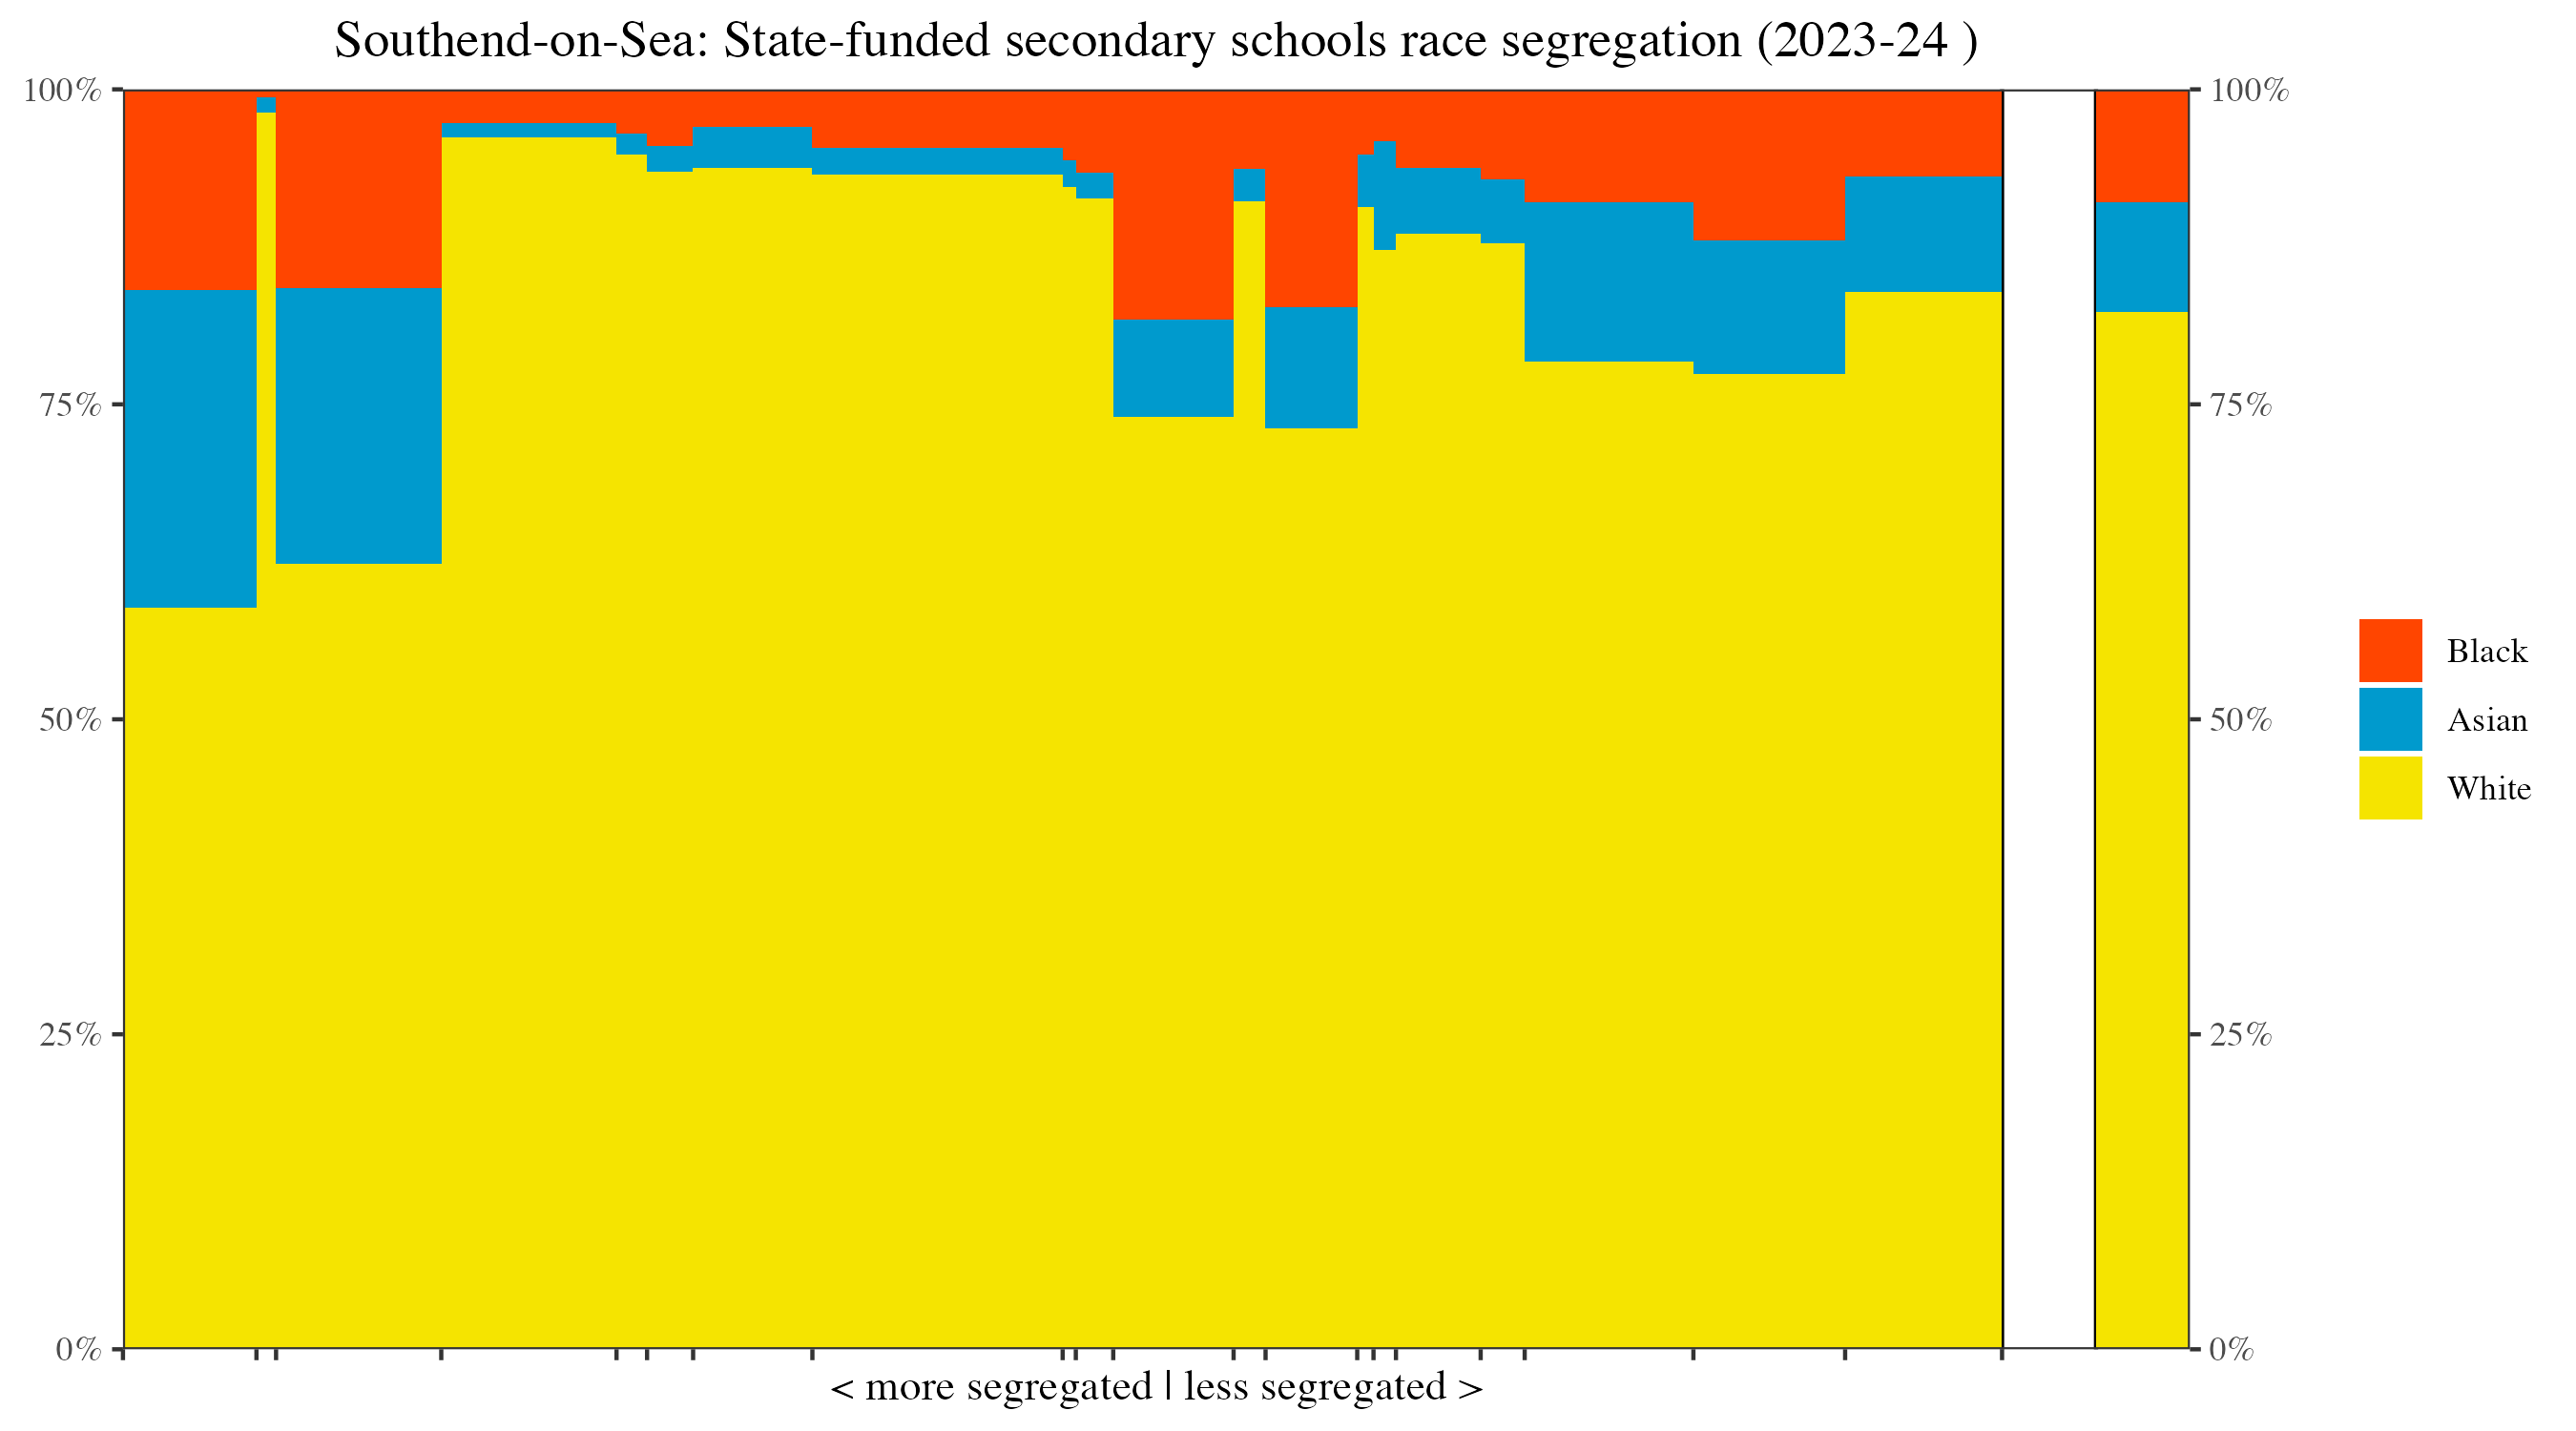 Southend-on-Sea: State-funded secondary schools race segregation (2023-24 )
100%
75%
50%
25%
0%
100%
75%
50%
25%
0%
Black
Asian
White
< more segregated | less segregated >